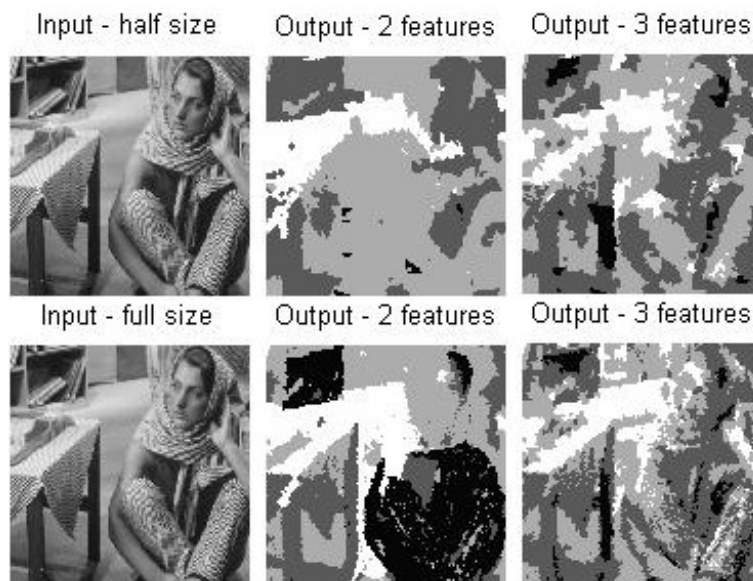 Input - half size
Output - 2 features
Output - 3 features
Input - full size
Output - 2 features
Output - 3 features